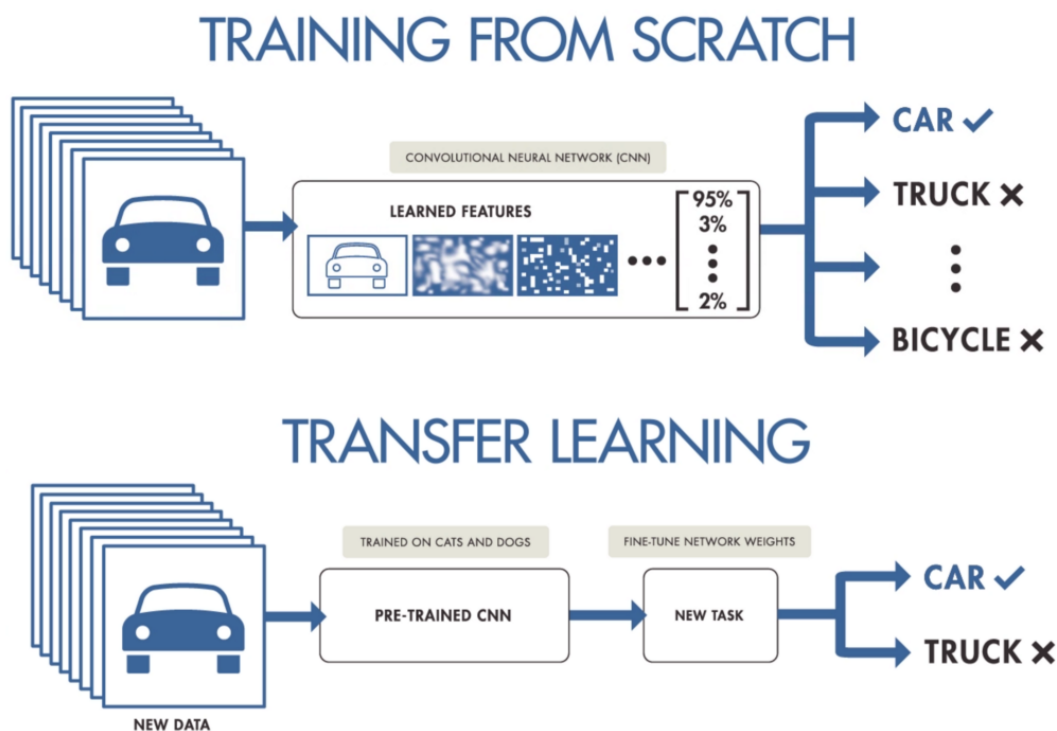 TRAINING FROM SCRATCH
CONVOLUTIONAL NEURAL NETWORK (CNN)
LEARNED FEATURES
95%
3%
2%
CAR
TRUCK
BICYCLE
TRANSFER LEARNING
TRAINED ON CATS AND DOGS
FINE-TUNE NETWORK WEIGHTS
PRE-TRAINED CNN
NEW TASK
CAR
TRUCK
NEW DATA